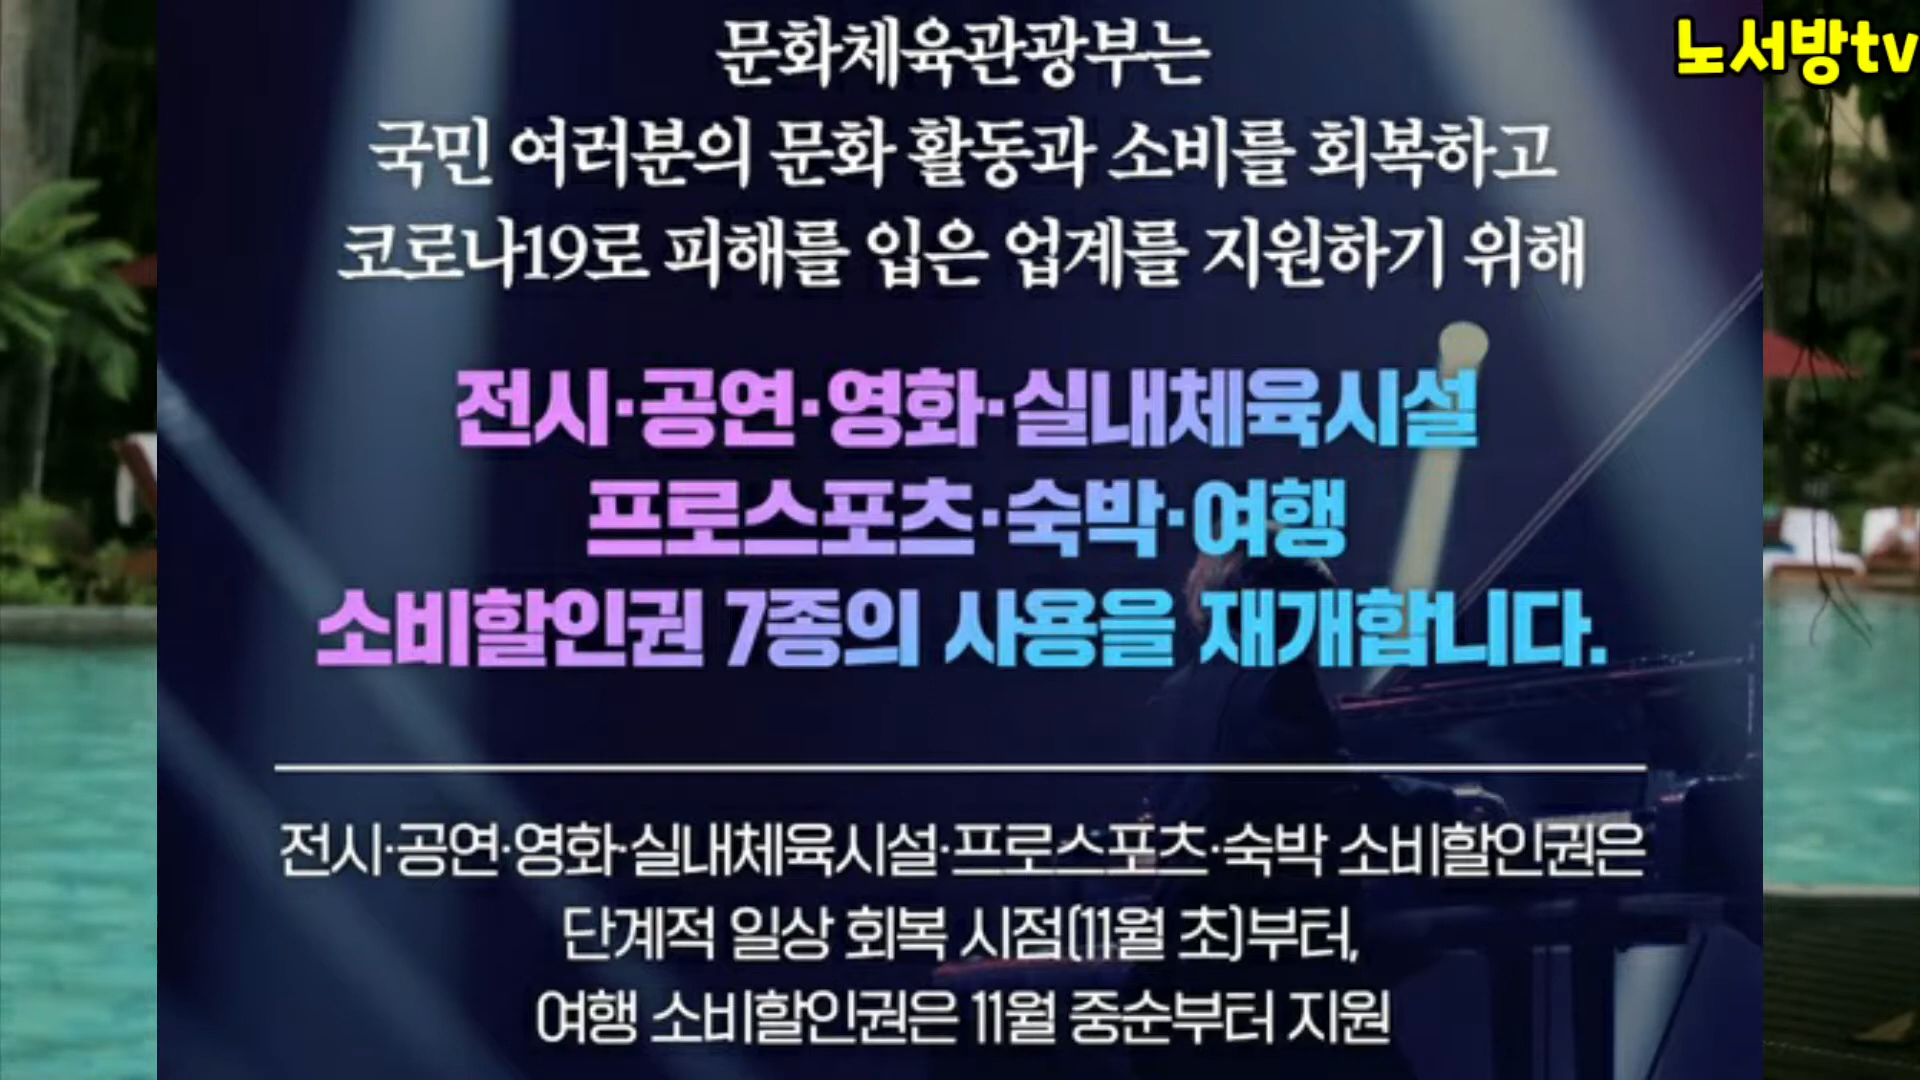 노서방tv
문화체육관광부는
국민 여러분의 문화 활동과 소비를 회복하고
코로나19로 피해를 입은 업계를 지원하기 위해
전시·공연·영화·실내체육시설
프로스포츠·숙박·여행
소비할인권 7종의 사용을 재개합니다.
전시·공연·영화·실내체육시설·프로스포츠·숙박 소비할인권은
단계적 일상 회복 시점(11월 초)부터,
여행 소비할인권은 11월 중순부터 지원